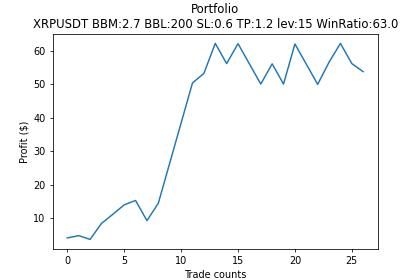 Portfolio
XRPUSDT BBM:2.7 BBL:200 SL:0.6 TP:1.2 lev:15 WinRatio:63.0
60
50
40
30
20
10
Profit ($)
0 5 10 15 20 25
Trade counts